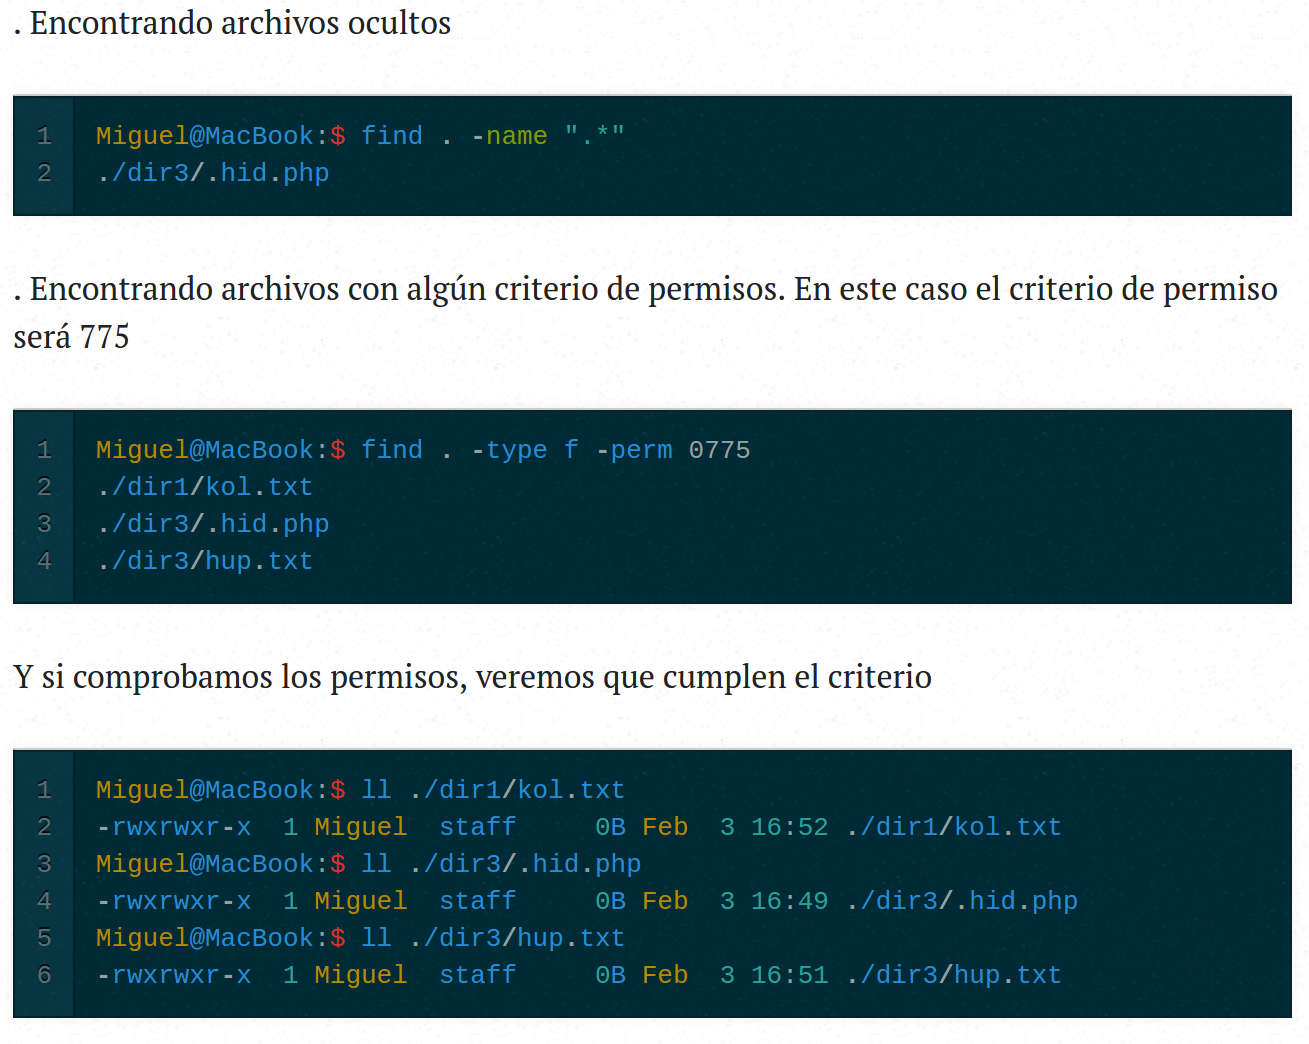 . Encontrando archivos ocultos
1 Miguel@MacBook:$ find . -name ".*"
2 ./dir3/.hid.php
. Encontrando archivos con algún criterio de permisos. En este caso el criterio de permiso
será 775
1 Miguel@MacBook:$ find . -type f -perm 0775
2 ./dir1/kol.txt
3 ./dir3/.hid.php
4 ./dir3/hup.txt
Y si comprobamos los permisos, veremos que cumplen el criterio
1 Miguel@MacBook:$ ll ./dir1/kol.txt
2 -rwxrwxr-x  1 Miguel  staff     0B Feb  3 16:52 ./dir1/kol.txt
3 Miguel@MacBook:$ ll ./dir3/.hid.php
4 -rwxrwxr-x  1 Miguel  staff     0B Feb  3 16:49 ./dir3/.hid.php
5 Miguel@MacBook:$ ll ./dir3/hup.txt
6 -rwxrwxr-x  1 Miguel  staff     0B Feb  3 16:51 ./dir3/hup.txt